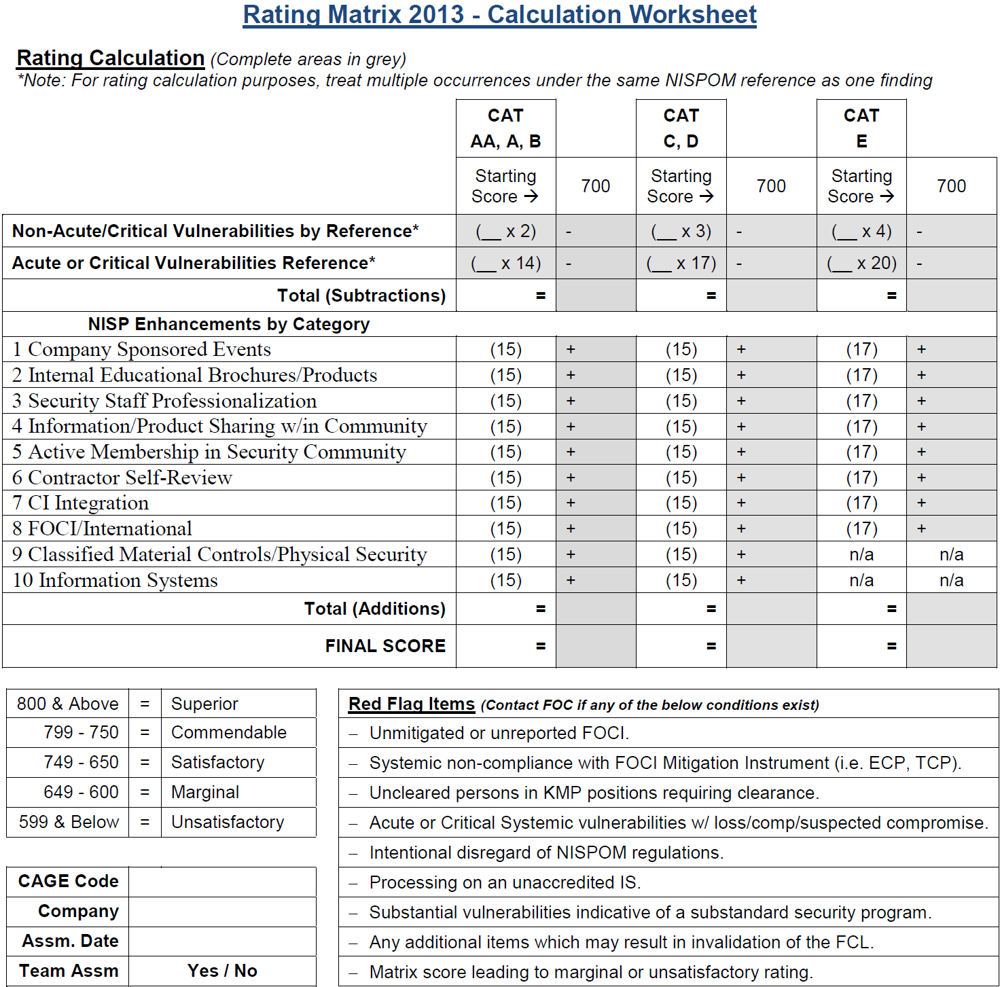 Rating Matrix 2013 - Calculation Worksheet
Rating Calculation (Complete areas in grey)
*Note: For rating calculation purposes, treat multiple occurrences under the same NISPOM reference as one finding
CAT CAT CAT
AA, A, B C, D E
Starting Score → 700 Starting Score → 700 Starting Score → 700
Non-Acute/Critical Vulnerabilities by Reference* (__ x 2) - (__ x 3) - (__ x 4) -
Acute or Critical Vulnerabilities Reference* (__ x 14) - (__ x 17) - (__ x 20) -
Total (Subtractions) = = =
NISP Enhancements by Category
1 Company Sponsored Events (15) + (15) + (17) +
2 Internal Educational Brochures/Products (15) + (15) + (17) +
3 Security Staff Professionalization (15) + (15) + (17) +
4 Information/Product Sharing w/in Community (15) + (15) + (17) +
5 Active Membership in Security Community (15) + (15) + (17) +
6 Contractor Self-Review (15) + (15) + (17) +
7 CI Integration (15) + (15) + (17) +
8 FOCI/International (15) + (15) + (17) +
9 Classified Material Controls/Physical Security (15) + (15) + n/a n/a
10 Information Systems (15) + (15) + n/a n/a
Total (Additions) = = =
FINAL SCORE = = =
800 & Above = Superior
799 - 750 = Commendable
749 - 650 = Satisfactory
649 - 600 = Marginal
599 & Below = Unsatisfactory
CAGE Code
Company
Assm. Date
Team Assm Yes / No
Red Flag Items (Contact FOC if any of the below conditions exist)
– Unmitigated or unreported FOCI.
– Systemic non-compliance with FOCI Mitigation Instrument (i.e. ECP, TCP).
– Uncleared persons in KMP positions requiring clearance.
– Acute or Critical Systemic vulnerabilities w/ loss/comp/suspected compromise.
– Intentional disregard of NISPOM regulations.
– Processing on an unaccredited IS.
– Substantial vulnerabilities indicative of a substandard security program.
– Any additional items which may result in invalidation of the FCL.
– Matrix score leading to marginal or unsatisfactory rating.